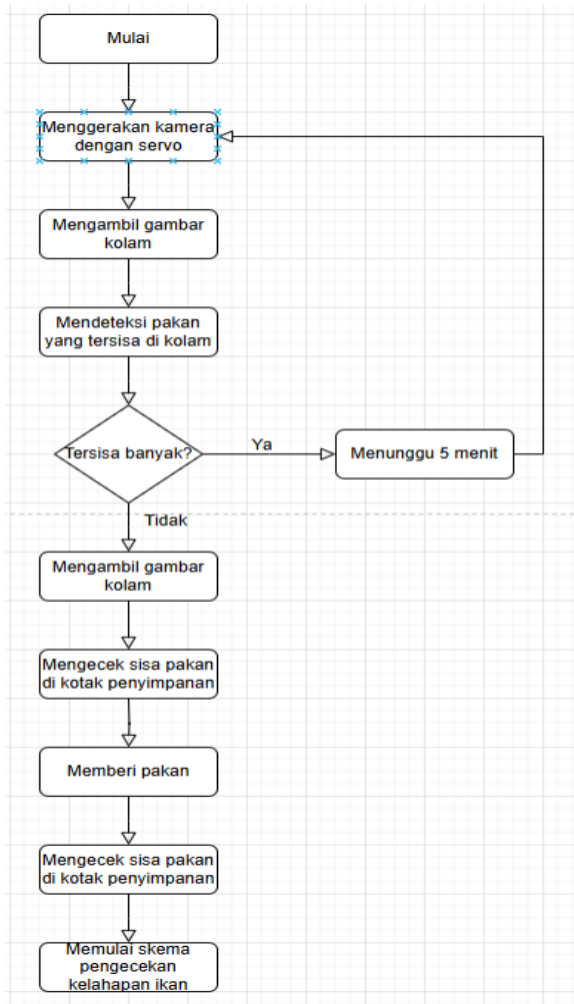 Mulai
Menggerakan kamera
dengan servo
Mengambil gambar
kolam
Mendeteksi pakan
yang tersisa di kolam
Tersisa banyak?
Ya
Menunggu 5 menit
Tidak
Mengambil gambar
kolam
Mengecek sisa pakan
di kotak penyimpanan
Memberi pakan
Mengecek sisa pakan
di kotak penyimpanan
Memulai skema
pengecekan
kelahapan ikan